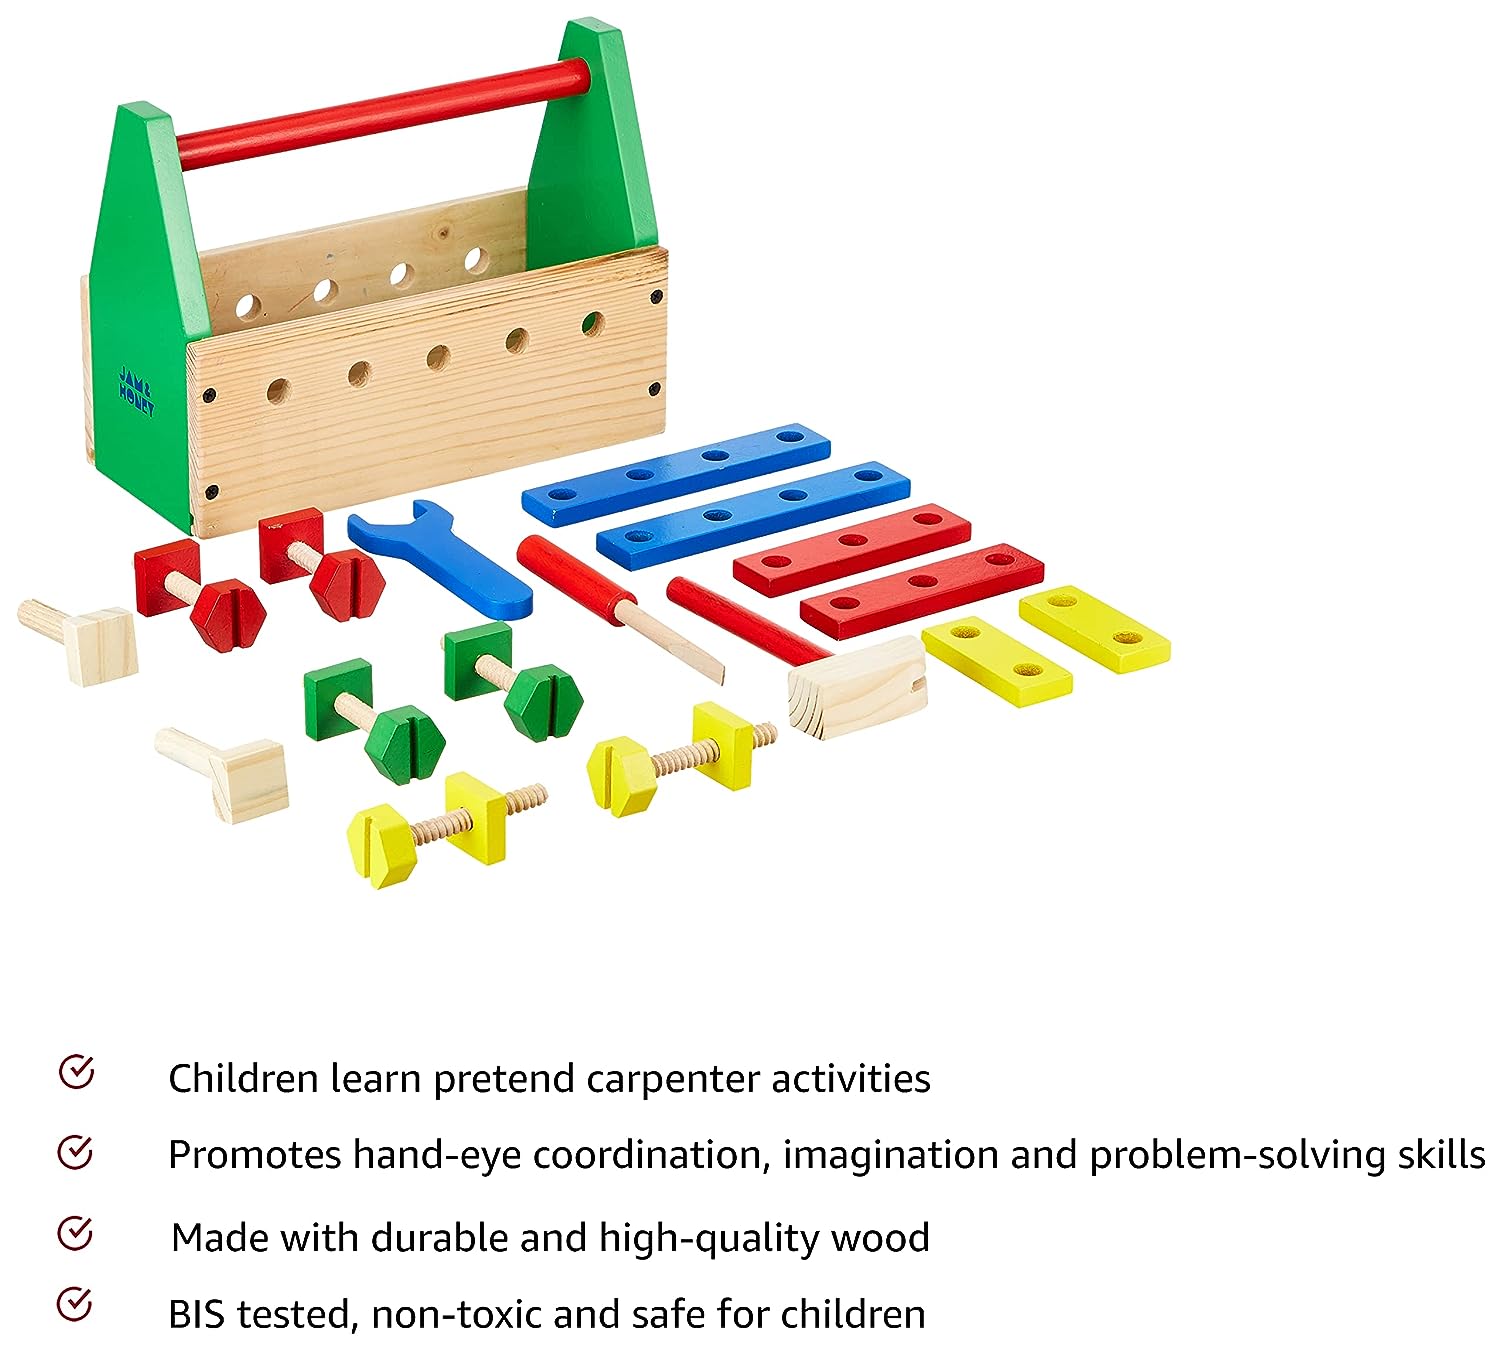 JAM &
HONEY
Children learn pretend carpenter activities
Promotes hand-eye coordination, imagination and problem-solving skills
Made with durable and high-quality wood
BIS tested, non-toxic and safe for children